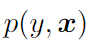 p(y, x)